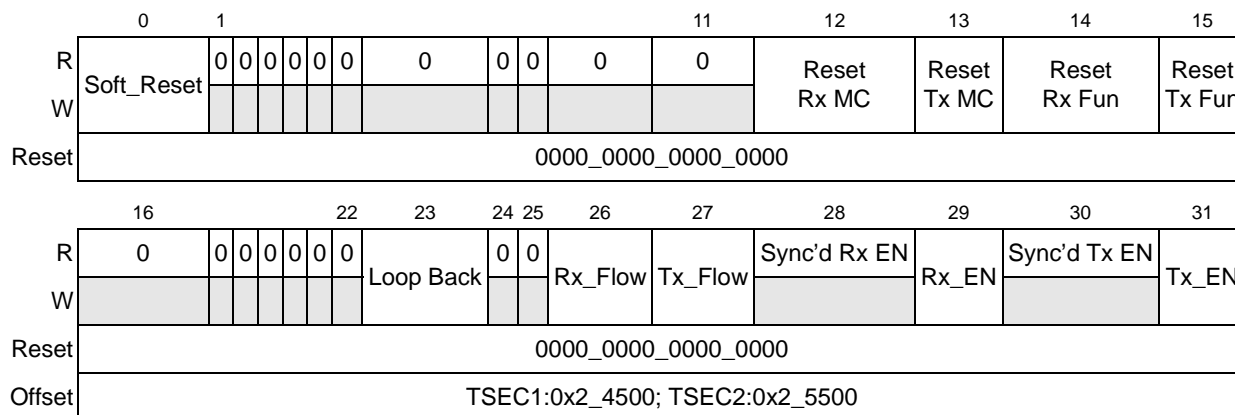 0 1 11 12 13 14 15
R Soft_Reset 0 0 0 0 0 0 0 0 0 0 0 Reset Rx MC Reset Tx MC Reset Rx Fun Reset Tx Fun
W
Reset 0000_0000_0000_0000
16 22 23 24 25 26 27 28 29 30 31
R 0 0 0 0 0 0 0 Loop Back 0 0 Rx_Flow Tx_Flow Sync'd Rx EN Rx_EN Sync'd Tx EN Tx_EN
W
Reset 0000_0000_0000_0000
Offset TSEC1:0x2_4500; TSEC2:0x2_5500